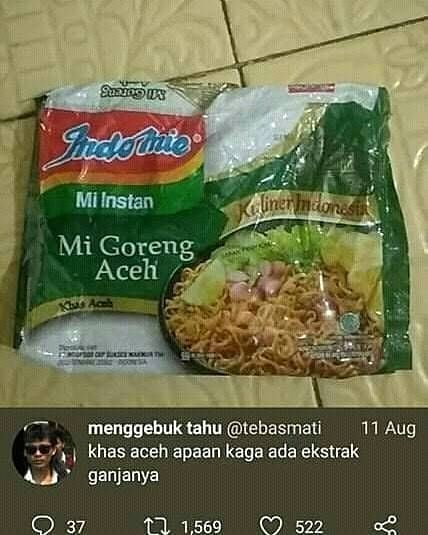 Mi Goreng
Indomie
Mi Instan
Kuliner Indonesia
Mi Goreng
Aceh
Khas Aceh
menggebuk tahu @tebasmati 11 Aug
khas aceh apaan kaga ada ekstrak
ganjanya
37 1,569 522